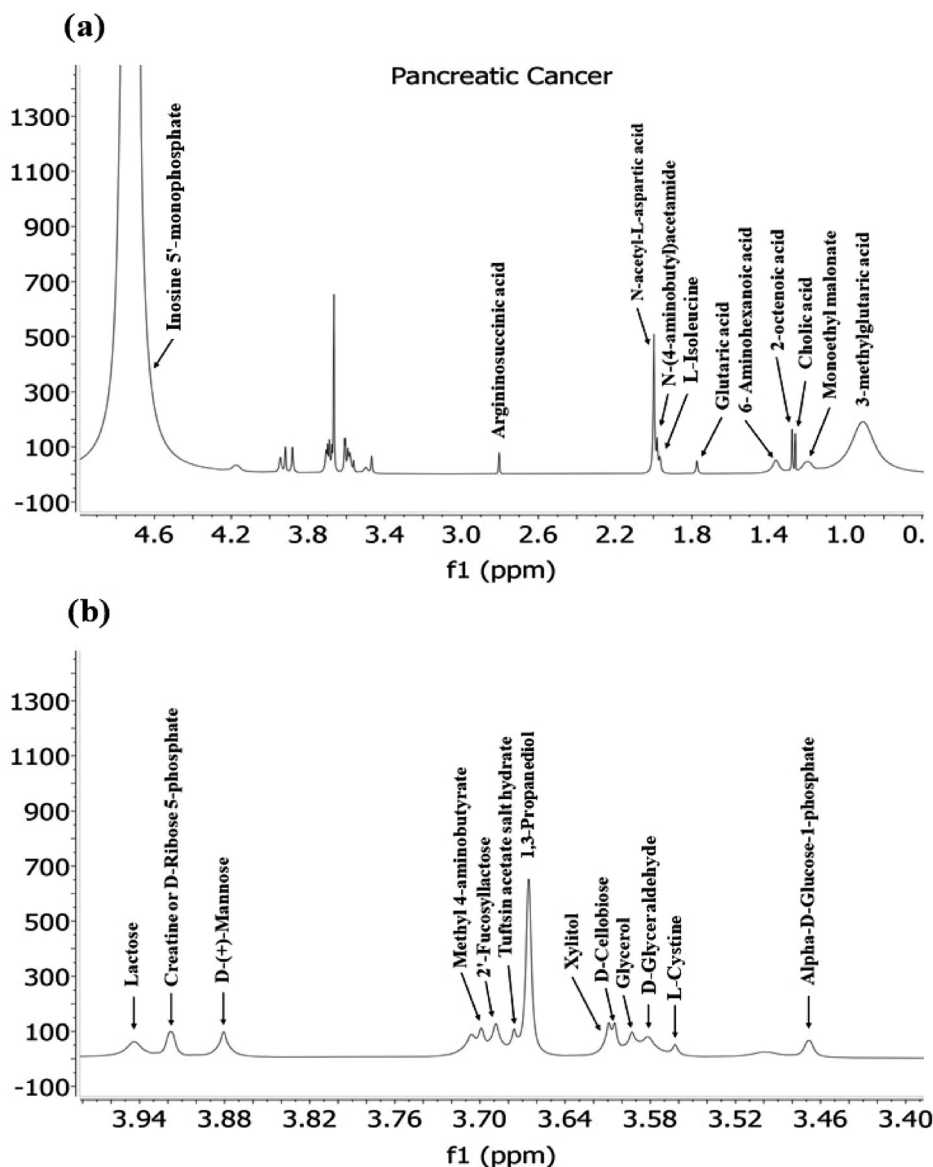 (a)
Pancreatic Cancer
1300
1100
900
700
500
300
100
-100
Inosine 5'-monophosphate
Argininosuccinic acid
N-acetyl-L-aspartic acid
N-(4-aminobutyl)acetamide
L-Isoleucine
Glutaric acid
6- Aminohexanoic acid
2-octenoic acid
Cholic acid
Monoethyl malonate
3-methylglutaric acid
4.6 4.2 3.8 3.4 3.0 2.6 2.2 1.8 1.4 1.0 0.
f1 (ppm)
(b)
1300
1100
900
700
500
300
100
-100
Lactose
Creatine or D-Ribose 5-phosphate
D-(+)-Mannose
Methyl 4-aminobutyrate
2'-Fucosyllactose
Tuftsin acetate salt hydrate
1,3-Propanediol
Xylitol
D-Cellobiose
Glycerol
D-Glyceraldehyde
L-Cystine
Alpha-D-Glucose-1-phosphate
3.94 3.88 3.82 3.76 3.70 3.64 3.58 3.52 3.46 3.40
f1 (ppm)